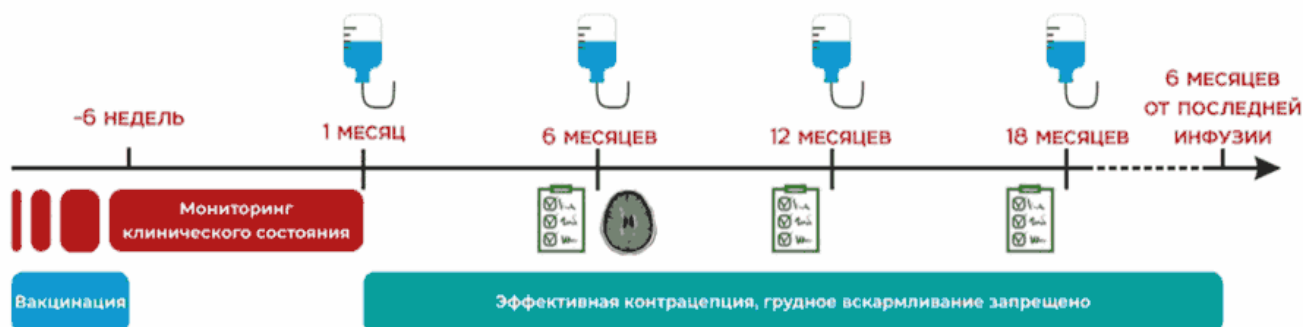 -6 НЕДЕЛЬ
1 МЕСЯЦ
6 МЕСЯЦЕВ
12 МЕСЯЦЕВ
18 МЕСЯЦЕВ
6 МЕСЯЦЕВ
ОТ ПОСЛЕДНЕЙ
ИНФУЗИИ
Мониторинг
клинического состояния
Вакцинация
Эффективная контрацепция, грудное вскармливание запрещено